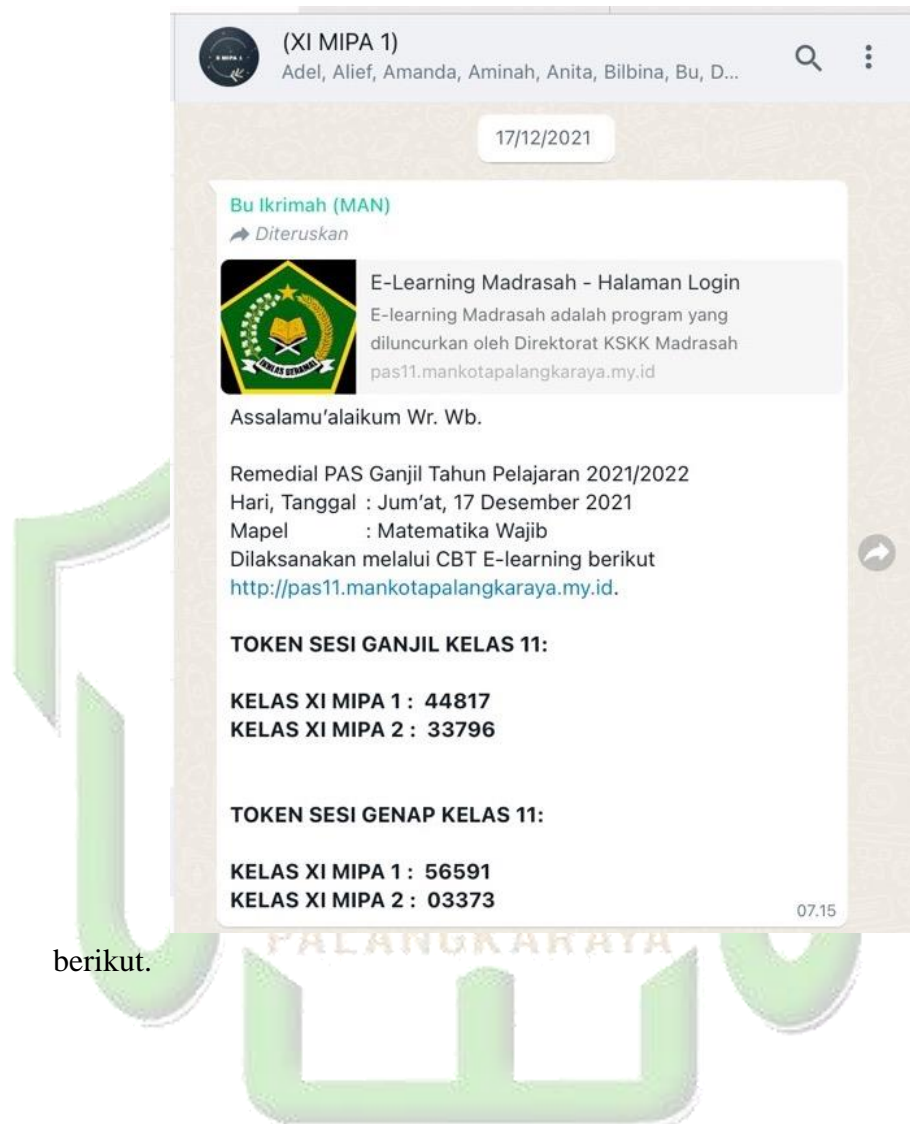 (XI MIPA 1)
Adel, Alief, Amanda, Aminah, Anita, Bilbina, Bu, D...
17/12/2021
Bu Ikrimah (MAN)
Diteruskan
IKHLAS BERAMAL
E-Learning Madrasah - Halaman Login
E-learning Madrasah adalah program yang
diluncurkan oleh Direktorat KSKK Madrasah
pas11.mankotapalangkaraya.my.id
Assalamu'alaikum Wr. Wb.
Remedial PAS Ganjil Tahun Pelajaran 2021/2022
Hari, Tanggal : Jum'at, 17 Desember 2021
Mapel : Matematika Wajib
Dilaksanakan melalui CBT E-learning berikut
http://pas11.mankotapalangkaraya.my.id.
TOKEN SESI GANJIL KELAS 11:
KELAS XI MIPA 1 : 44817
KELAS XI MIPA 2 : 33796
TOKEN SESI GENAP KELAS 11:
KELAS XI MIPA 1 : 56591
KELAS XI MIPA 2 : 03373
07.15
PALANGKARAYA
berikut.